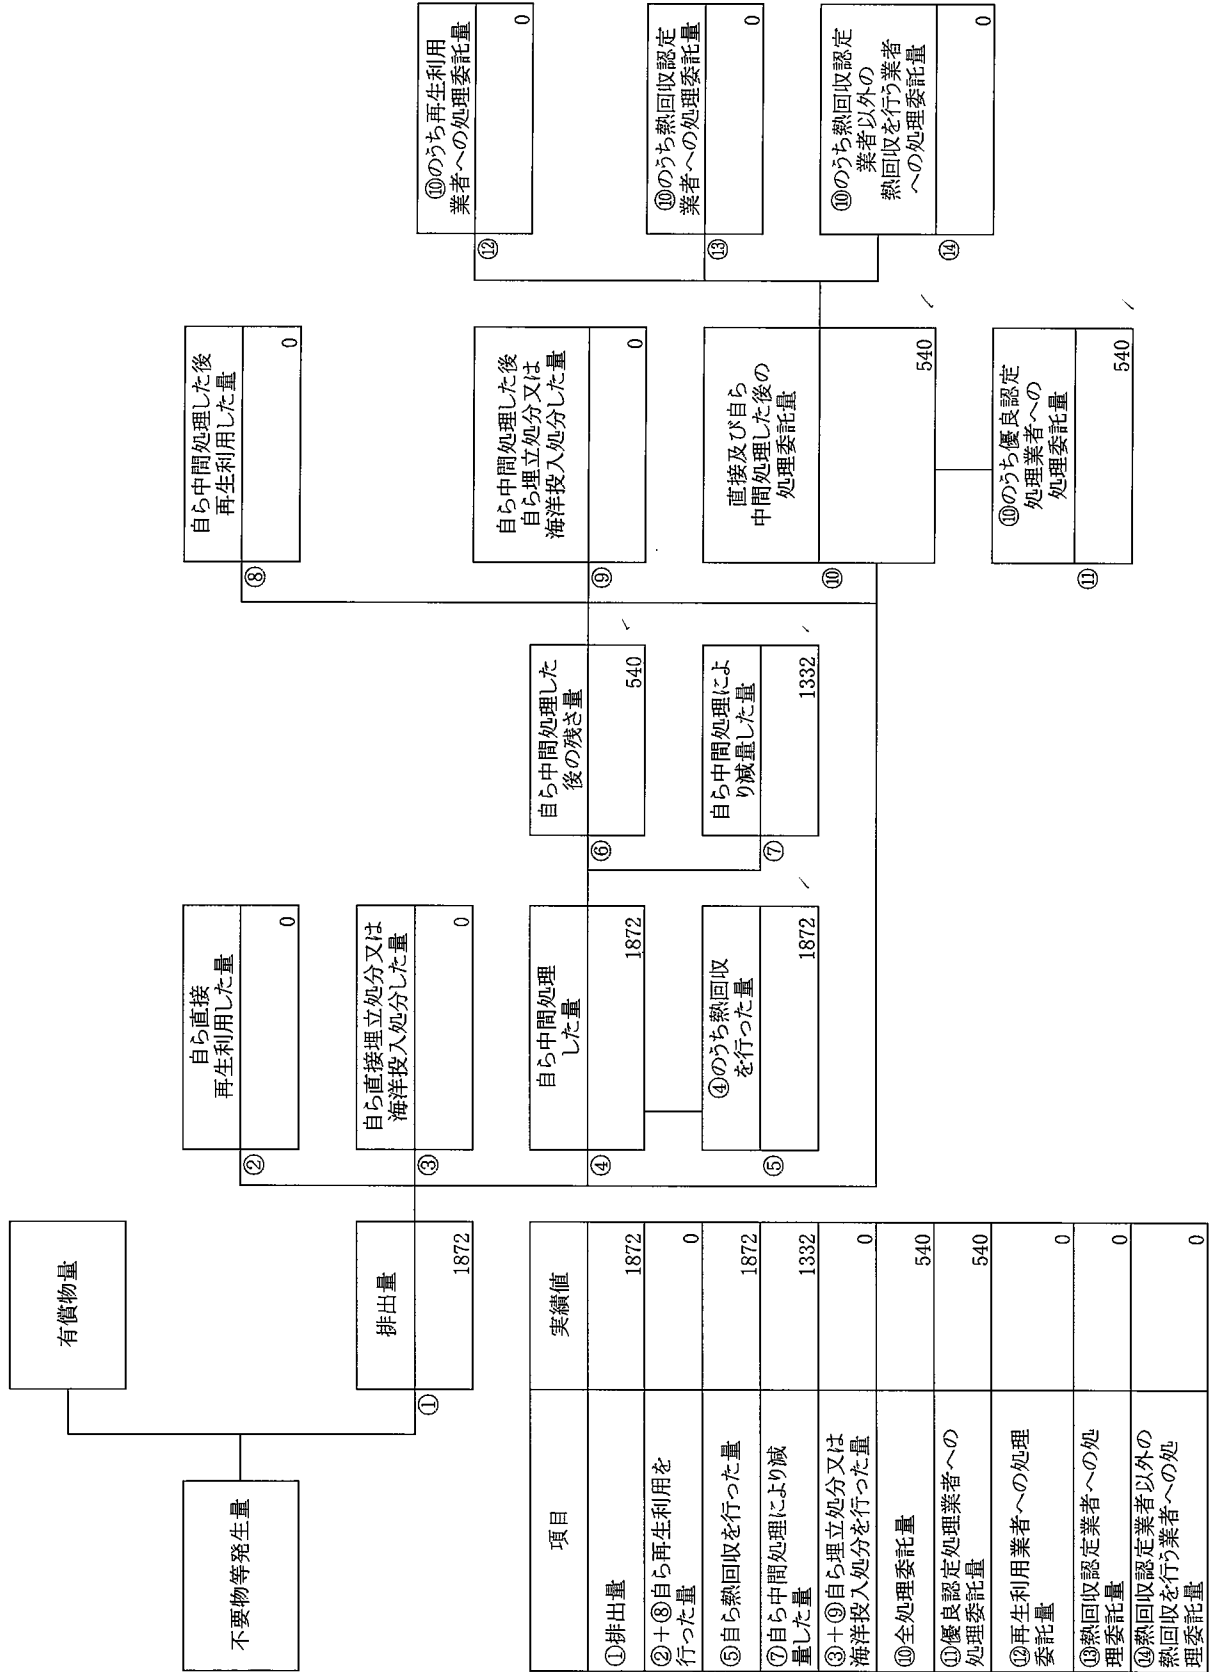 不要物等発生量
有償物量
①
排出量
1872
②
自ら直接
再生利用した量
0
③
自ら直接埋立処分又は
海洋投入処分した量
0
④
自ら中間処理
した量
1872
⑤
④のうち熱回収
を行った量
1872
⑥
自ら中間処理した
後の残さ量
540
⑦
自ら中間処理によ
り減量した量
1332
⑧
自ら中間処理した後
再生利用した量
0
⑨
自ら中間処理した後
自ら埋立処分又は
海洋投入処分した量
0
⑩
直接及び自ら
中間処理した後の
処理委託量
540
⑪
⑩のうち優良認定
処理業者への
処理委託量
540
⑫
⑩のうち再生利用
業者への処理委託量
0
⑬
⑩のうち熱回収認定
業者への処理委託量
0
⑭
⑩のうち熱回収認定
業者以外の
熱回収を行う業者
への処理委託量
0
項目
実績値
①排出量
1872
②+⑧自ら再生利用を
行った量
0
⑤自ら熱回収を行った量
1872
⑦自ら中間処理により減
量した量
1332
③+⑨自ら埋立処分又は
海洋投入処分を行った量
0
⑩全処理委託量
540
⑪優良認定処理業者への
処理委託量
540
⑫再生利用業者への処理
委託量
0
⑬熱回収認定業者への処
理委託量
0
⑭熱回収認定業者以外の
熱回収を行う業者への処
理委託量
0